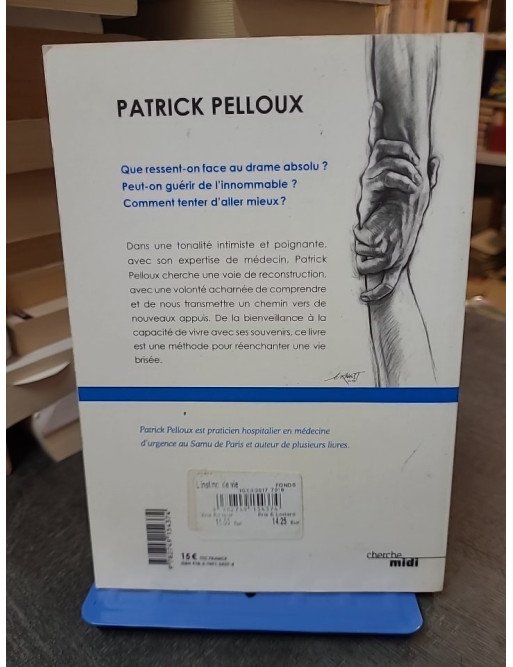 PATRICK PELLOUX
Que ressent-on face au drame absolu ?
Peut-on guérir de l'innommable ?
Comment tenter d'aller mieux ?
Dans une tonalité intimiste et poignante,
avec son expertise de médecin, Patrick
Pelloux cherche une voie de reconstruction,
avec une volonté acharnée de comprendre
et de nous transmettre un chemin vers de
nouveaux appuis. De la bienveillance à la
capacité de vivre avec ses souvenirs, ce livre
est une méthode pour réenchanter une vie
brisée.
Patrick Pelloux est praticien hospitalier en médecine
d'urgence au Samu de Paris et auteur de plusieurs livres.
L'instinct de vie
FONDS
14.25 Eur
15 €
cherche
midi